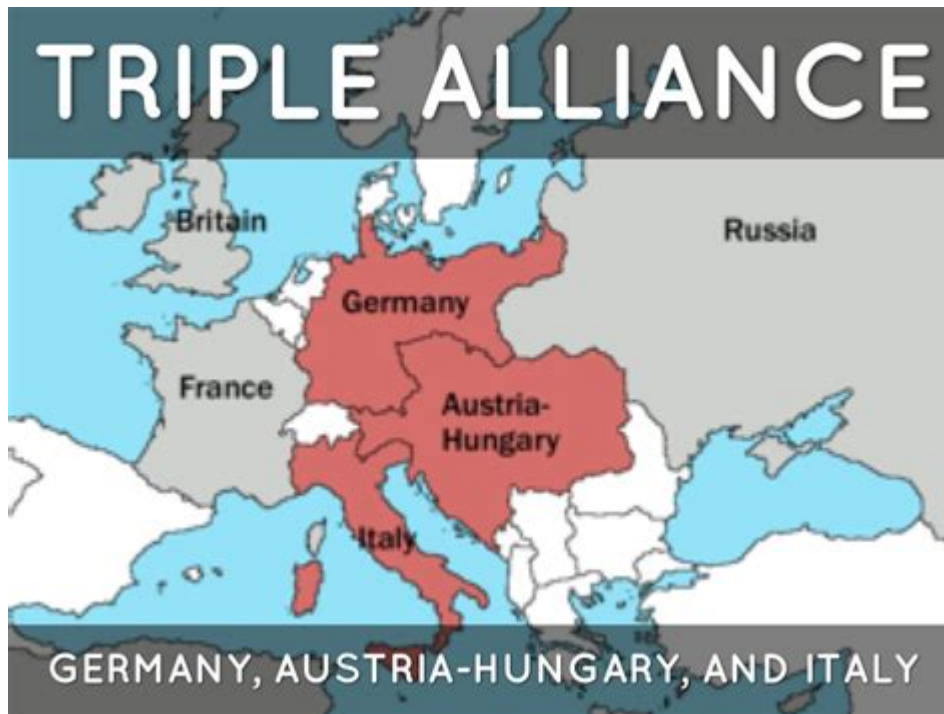 TRIPLE ALLIANCE
Britain
Russia
Germany
France
Austria-
Hungary
Italy
GERMANY, AUSTRIA-HUNGARY, AND ITALY